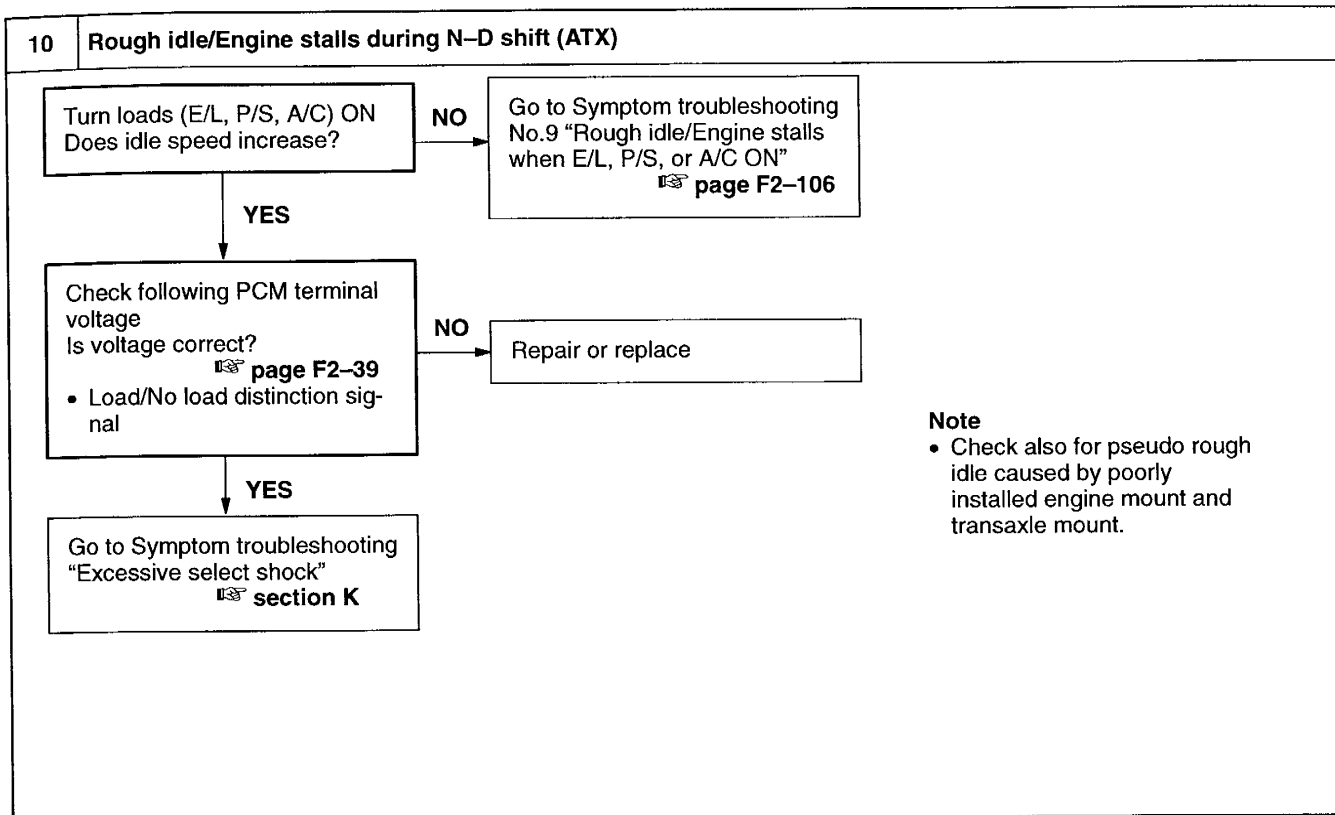 10 Rough idle/Engine stalls during N–D shift (ATX)
Turn loads (E/L, P/S, A/C) ON
Does idle speed increase?
NO
Go to Symptom troubleshooting
No.9 “Rough idle/Engine stalls
when E/L, P/S, or A/C ON”
☞ page F2–106
YES
Check following PCM terminal
voltage
Is voltage correct?
☞ page F2–39
• Load/No load distinction sig-
nal
NO
Repair or replace
YES
Go to Symptom troubleshooting
“Excessive select shock”
☞ section K
Note
• Check also for pseudo rough
idle caused by poorly
installed engine mount and
transaxle mount.